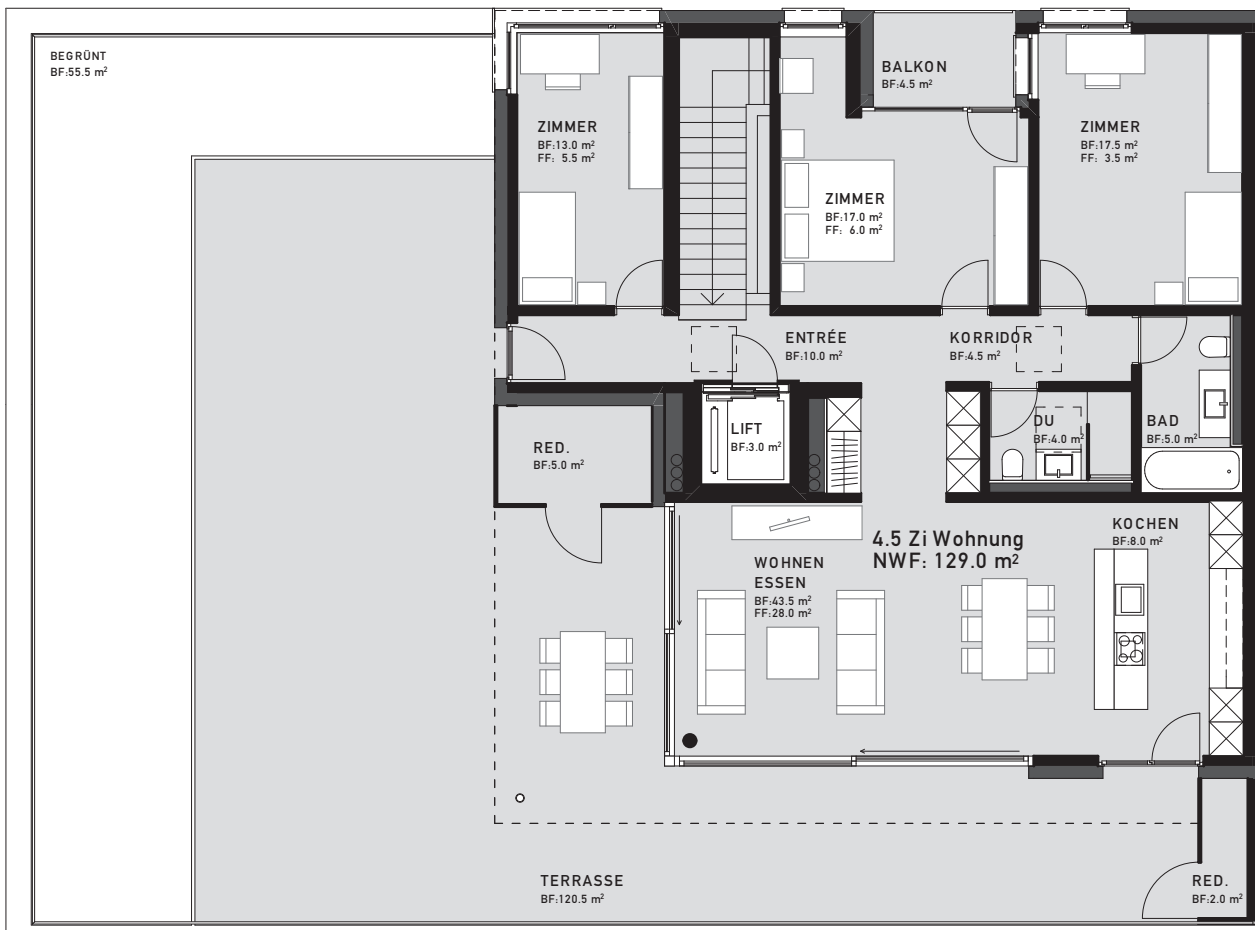 BEGRÜNT
BF:55.5 m²
ZIMMER
BF:13.0 m²
FF: 5.5 m²
BALKON
BF:4.5 m²
ZIMMER
BF:17.5 m²
FF: 3.5 m²
ZIMMER
BF:17.0 m²
FF: 6.0 m²
ENTRÉE
BF:10.0 m²
KORRIDOR
BF:4.5 m²
RED.
BF:5.0 m²
LIFT
BF:3.0 m²
DU
BF:4.0 m²
BAD
BF:5.0 m²
4.5 Zi Wohnung
NWF: 129.0 m²
KOCHEN
BF:8.0 m²
WOHNEN
ESSEN
BF:43.5 m²
FF:28.0 m²
TERRASSE
BF:120.5 m²
RED.
BF:2.0 m²